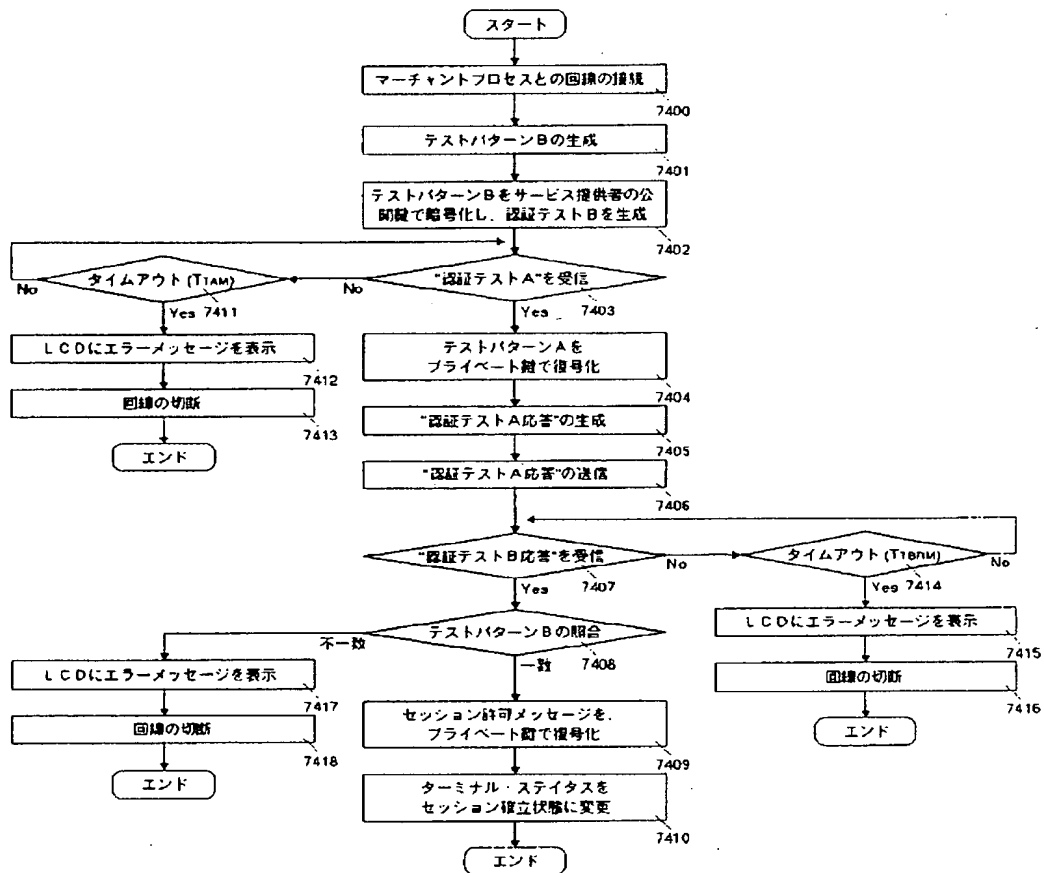 スタート
マーチャントプロセスとの回線の接続
7400
テストパターンBの生成
7401
テストパターンBをサービス提供者の公
開鍵で暗号化し、認証テストBを生成
7402
"認証テストA"を受信
7403
No
Yes
タイムアウト(TTAM)
7411
No
Yes
LCDにエラーメッセージを表示
7412
回線の切断
7413
エンド
テストパターンAを
プライベート鍵で復号化
7404
"認証テストA応答"の生成
7405
"認証テストA応答"の送信
7406
"認証テストB応答"を受信
7407
No
Yes
タイムアウト(TTBRM)
7414
No
Yes
LCDにエラーメッセージを表示
7415
回線の切断
7416
エンド
テストパターンBの照合
7408
不一致
一致
LCDにエラーメッセージを表示
7417
回線の切断
7418
エンド
セッション許可メッセージを、
プライベート鍵で復号化
7409
ターミナル・ステイタスを
セッション確立状態に変更
7410
エンド